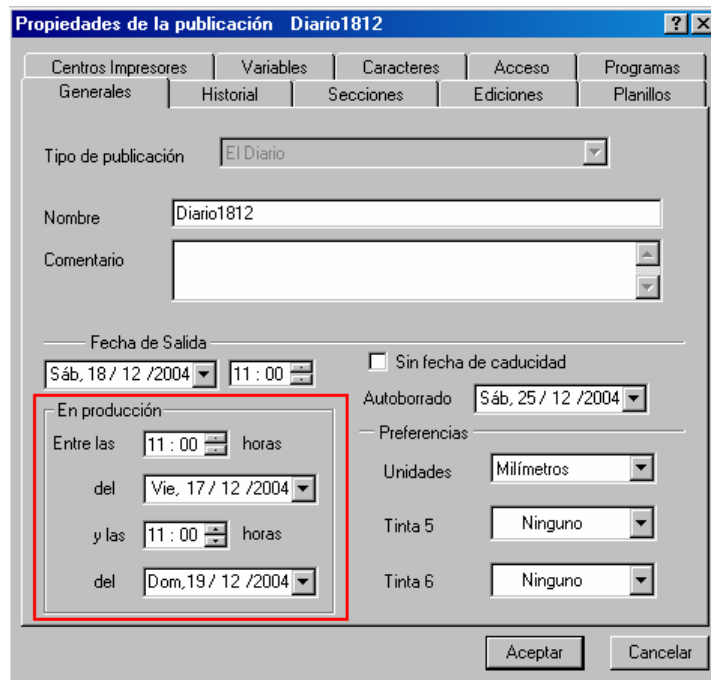 Propiedades de la publicación Diario1812
Centros Impresores Variables Caracteres Acceso Programas
Generales Historial Secciones Ediciones Planillos
Tipo de publicación El Diario
Nombre Diario1812
Comentario
Fecha de Salida
Sáb, 18 / 12 /2004 11 : 00
Sin fecha de caducidad
Autoborrado Sáb, 25 / 12 /2004
En producción
Entre las 11 : 00 horas
del Vie, 17 / 12 /2004
y las 11 : 00 horas
del Dom,19 / 12 /2004
Preferencias
Unidades Milímetros
Tinta 5 Ninguno
Tinta 6 Ninguno
Aceptar Cancelar